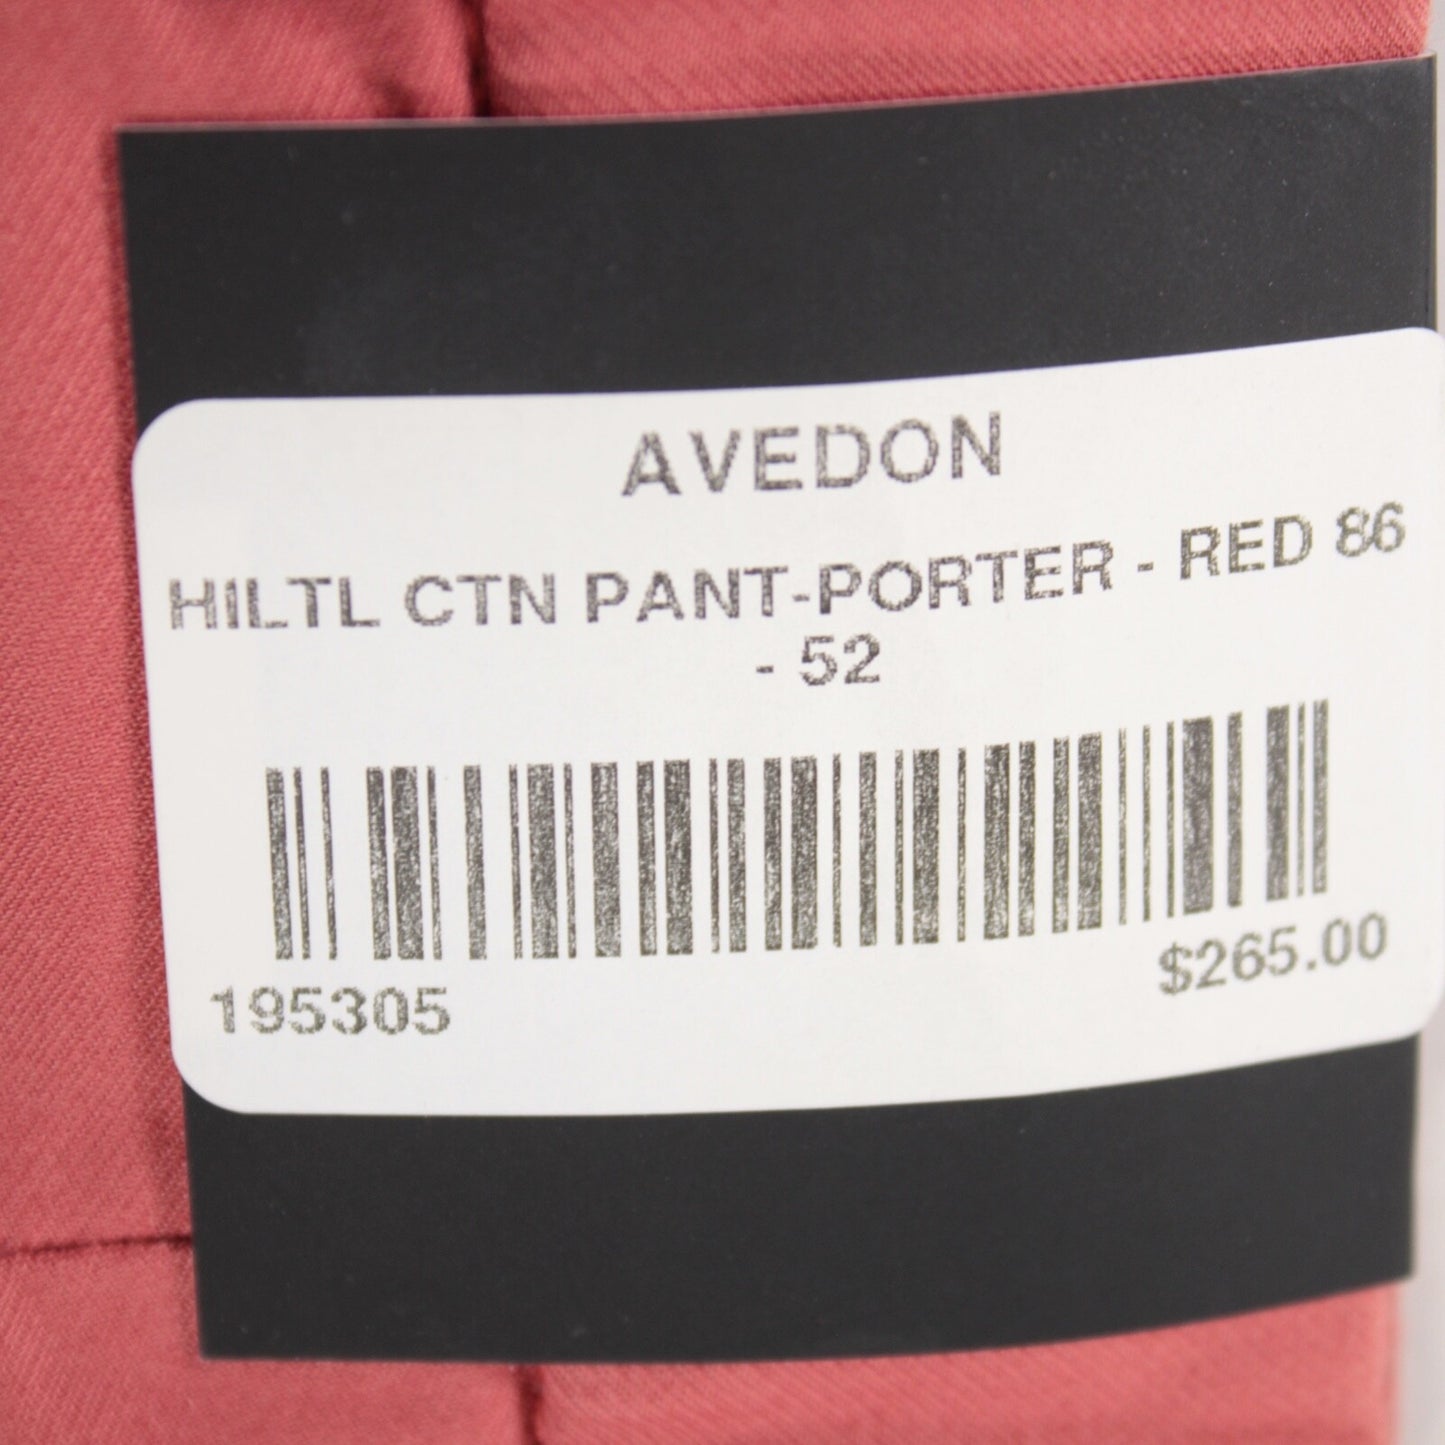 AVEDON
HILTL CTN PANT-PORTER - RED 86
- 52
195305
$265.00